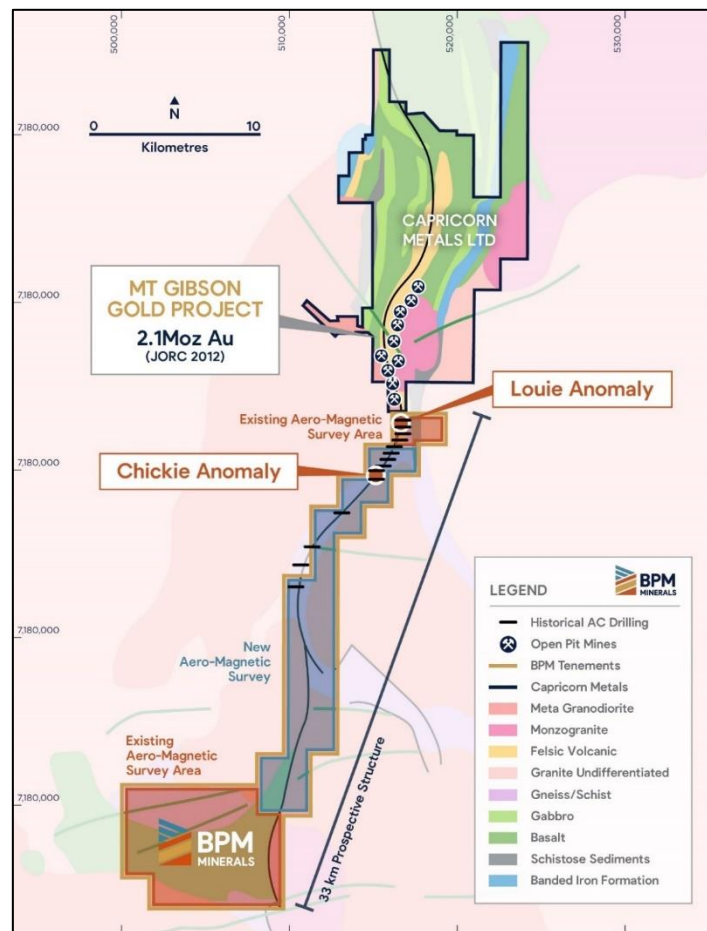 500,000
510,000
520,000
530,000
7,180,000
N
0 10
Kilometres
CAPRICORN
METALS LTD
MT GIBSON
GOLD PROJECT
2.1Moz Au
(JORC 2012)
7,180,000
Louie Anomaly
Existing Aero-Magnetic
Survey Area
Chickie Anomaly
7,180,000
LEGEND
BPM
MINERALS
Historical AC Drilling
Open Pit Mines
BPM Tenements
Capricorn Metals
Meta Granodiorite
Monzogranite
Felsic Volcanic
Granite Undifferentiated
Gneiss/Schist
Gabbro
Basalt
Schistose Sediments
Banded Iron Formation
7,180,000
New
Aero-Magnetic
Survey
Existing
Aero-Magnetic
Survey Area
7,180,000
BPM
MINERALS
33 km Prospective Structure